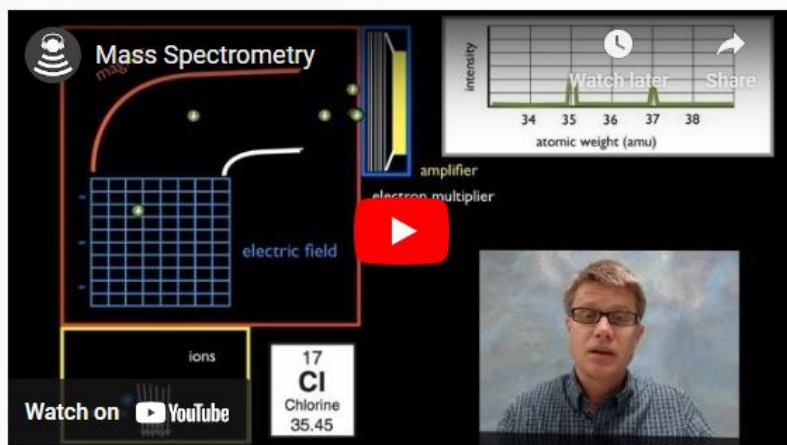 Mass Spectrometry
Watch later
Share
intensity
34 35 36 37 38
atomic weight (amu)
amplifier
electron multiplier
electric field
ions
17
Cl
Chlorine
35.45
Watch on YouTube